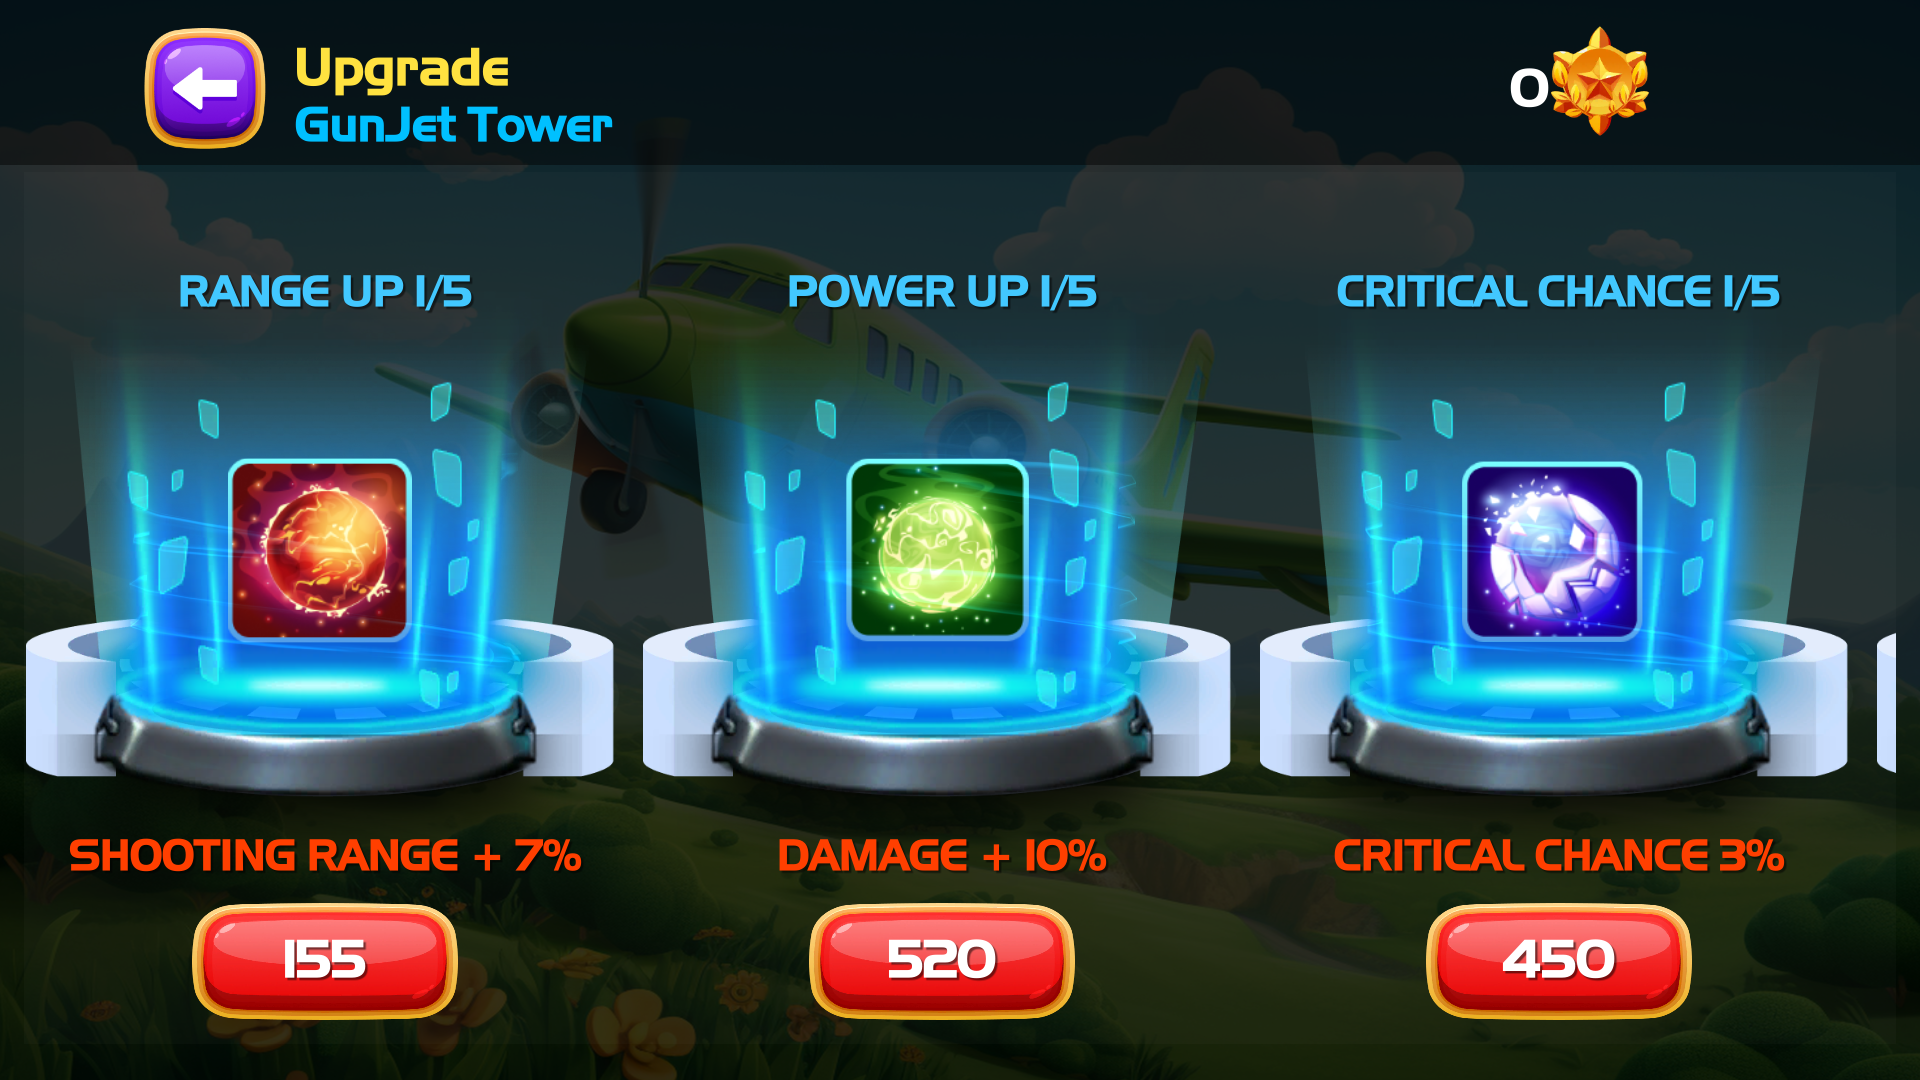 Upgrade
GunJet Tower
0
RANGE UP 1/5
POWER UP 1/5
CRITICAL CHANCE 1/5
SHOOTING RANGE + 7%
DAMAGE + 10%
CRITICAL CHANCE 3%
155
520
450